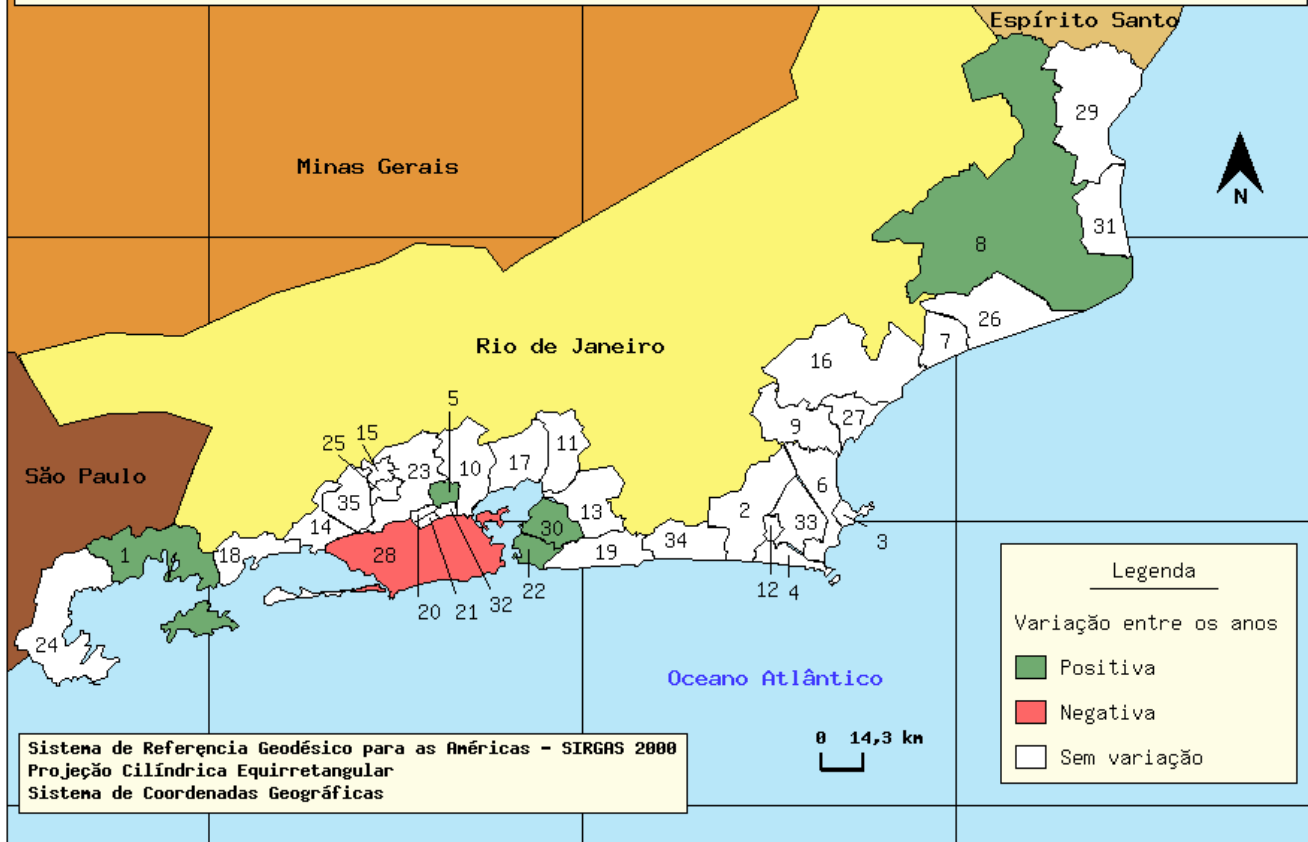 Espírito Santo
Minas Gerais
29
N
31
8
26
7
Rio de Janeiro
16
5
27
15
9
25
11
23
17
10
São Paulo
6
35
2
13
14
33
30
34
3
1
18
28
19
12
4
22
32
20
21
24
Legenda
Variação entre os anos
Positiva
Negativa
Sem variação
Oceano Atlântico
0 14,3 km
Sistema de Referência Geodésico para as Américas - SIRGAS 2000
Projeção Cilíndrica Equirretangular
Sistema de Coordenadas Geográficas